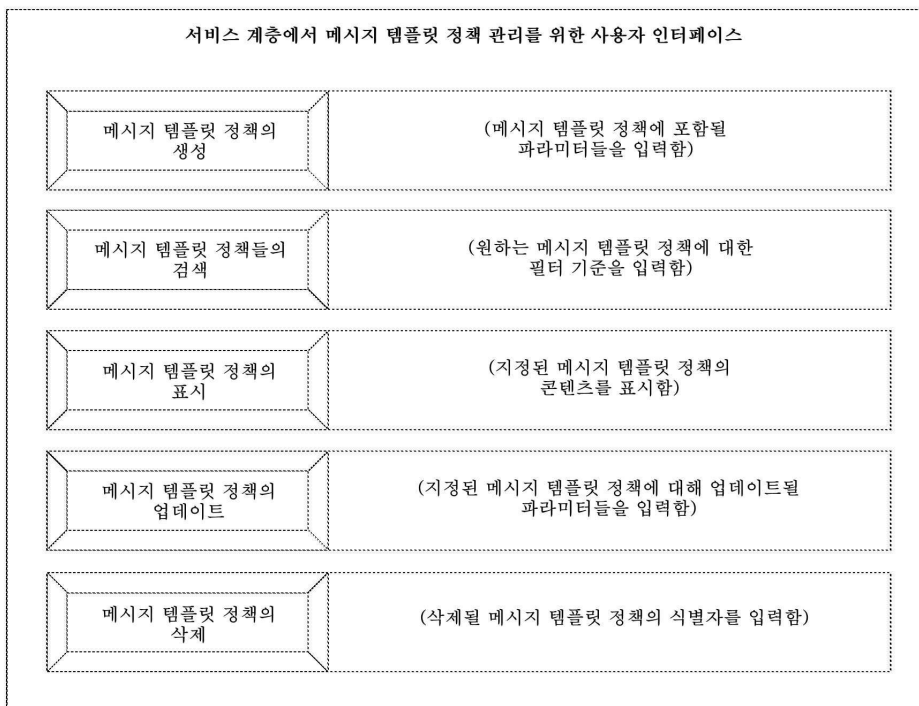 서비스 계층에서 메시지 템플릿 정책 관리를 위한 사용자 인터페이스
메시지 템플릿 정책의
생성
(메시지 템플릿 정책에 포함될
파라미터들을 입력함)
메시지 템플릿 정책들의
검색
(원하는 메시지 템플릿 정책에 대한
필터 기준을 입력함)
메시지 템플릿 정책의
표시
(지정된 메시지 템플릿 정책의
콘텐츠를 표시함)
메시지 템플릿 정책의
업데이트
(지정된 메시지 템플릿 정책에 대해 업데이트될
파라미터들을 입력함)
메시지 템플릿 정책의
삭제
(삭제될 메시지 템플릿 정책의 식별자를 입력함)